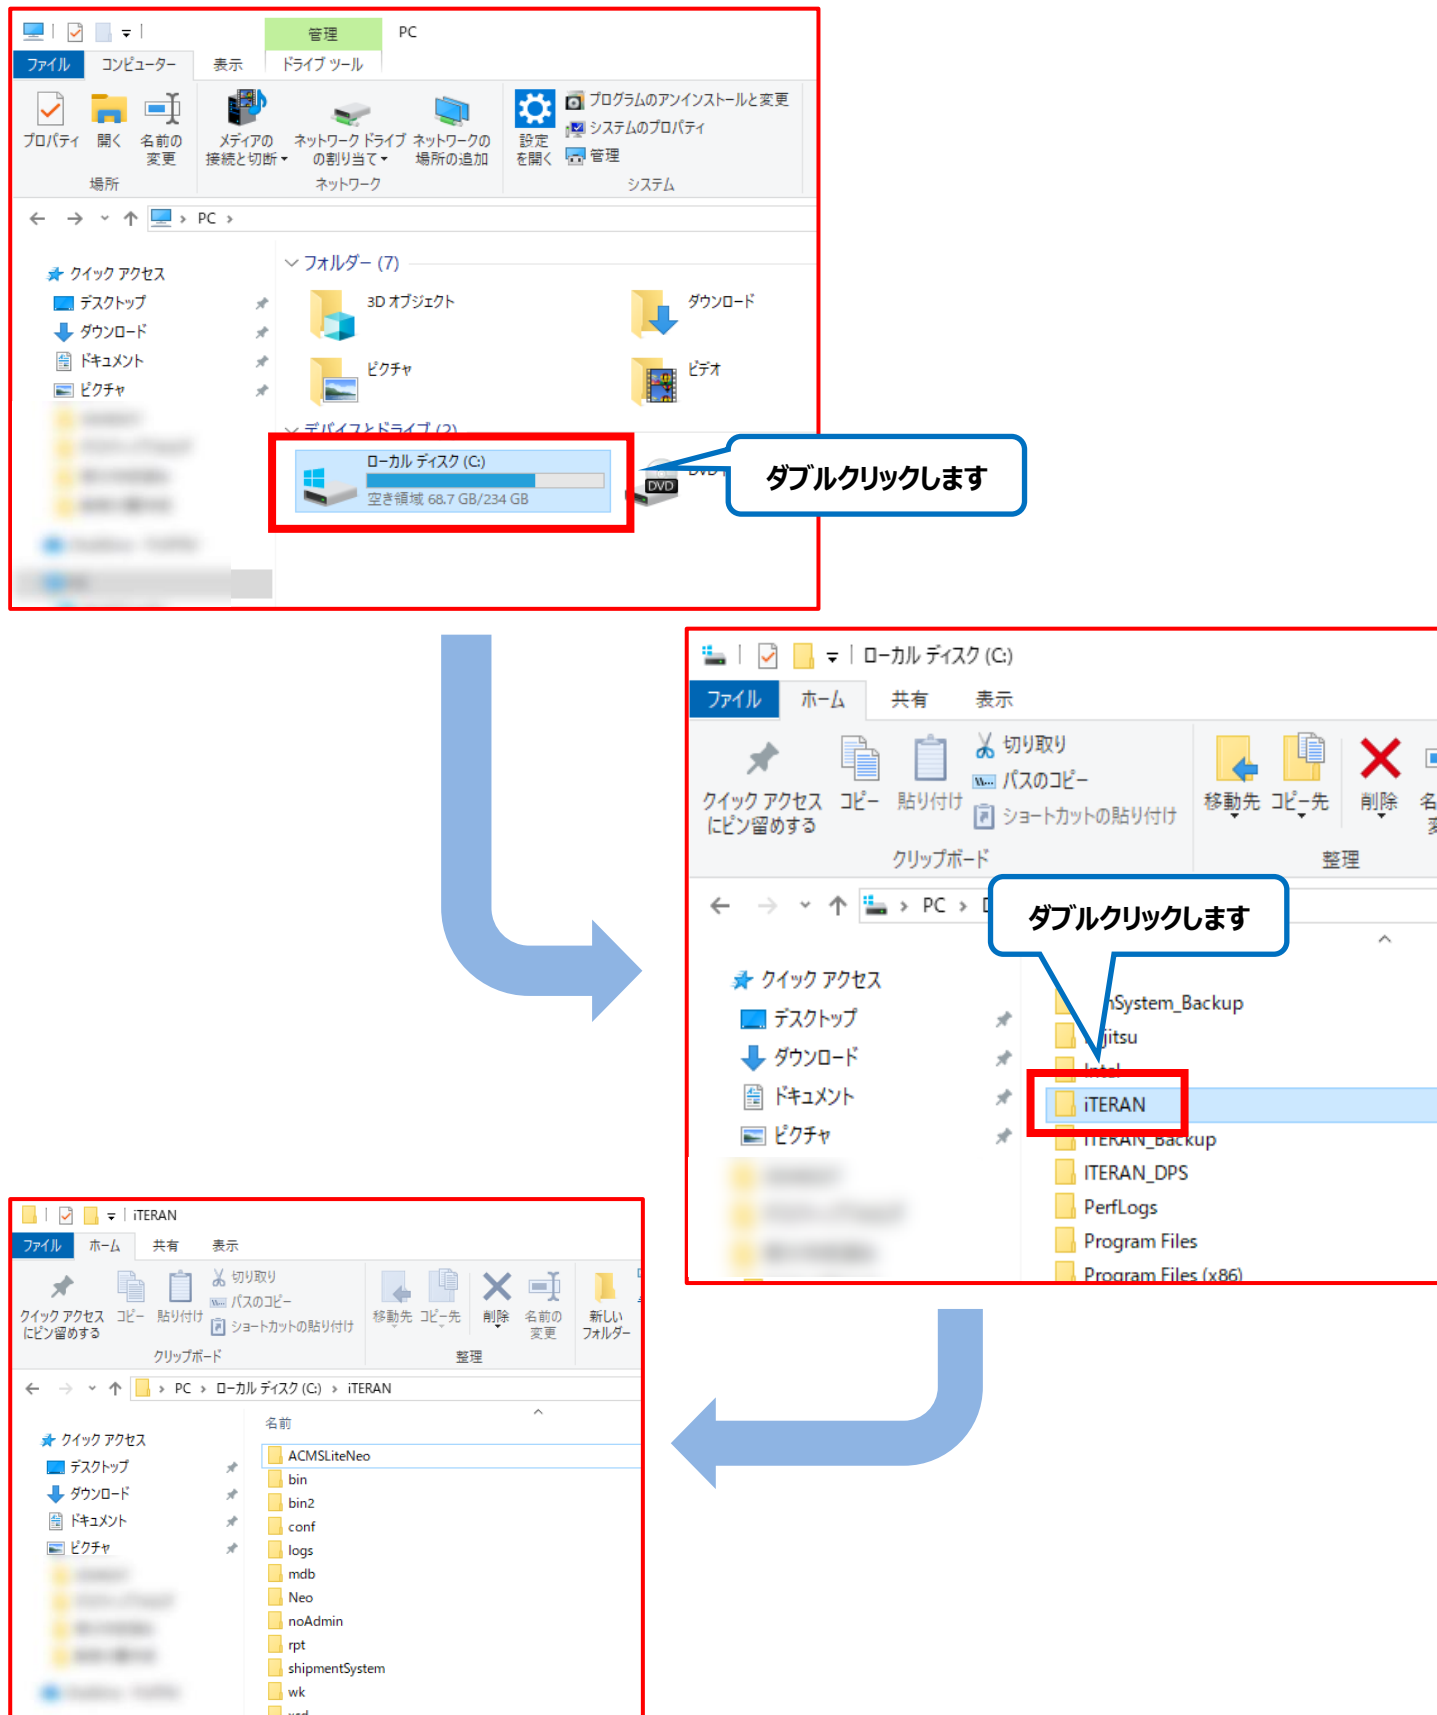 管理
PC
ファイル
コンピューター
表示
ドライブ ツール
プロパティ
開く
名前の
変更
メディアの
接続と切断
ネットワーク ドライブ
の割り当て
ネットワークの
場所の追加
設定
を開く
プログラムのアンインストールと変更
システムのプロパティ
管理
場所
ネットワーク
システム
PC
クイック アクセス
デスクトップ
ダウンロード
ドキュメント
ピクチャ
フォルダー (7)
3D オブジェクト
ダウンロード
ピクチャ
ビデオ
デバイスとドライブ (2)
ローカル ディスク (C:)
空き領域 68.7 GB/234 GB
DVD
ダブルクリックします
ローカル ディスク (C:)
ファイル
ホーム
共有
表示
クイック アクセス
にピン留めする
コピー
貼り付け
切り取り
パスのコピー
ショートカットの貼り付け
移動先
コピー先
削除
クリップボード
整理
PC
ダブルクリックします
クイック アクセス
デスクトップ
ダウンロード
ドキュメント
ピクチャ
nSystem_Backup
jitsu
Intel
iTERAN
ITERAN_Backup
ITERAN_DPS
PerfLogs
Program Files
Program Files (x86)
iTERAN
ファイル
ホーム
共有
表示
クイック アクセス
にピン留めする
コピー
貼り付け
切り取り
パスのコピー
ショートカットの貼り付け
移動先
コピー先
削除
名前の
変更
新しい
フォルダー
クリップボード
整理
PC
ローカル ディスク (C:)
iTERAN
クイック アクセス
デスクトップ
ダウンロード
ドキュメント
ピクチャ
名前
ACMSLiteNeo
bin
bin2
conf
logs
mdb
Neo
noAdmin
rpt
shipmentSystem
wk